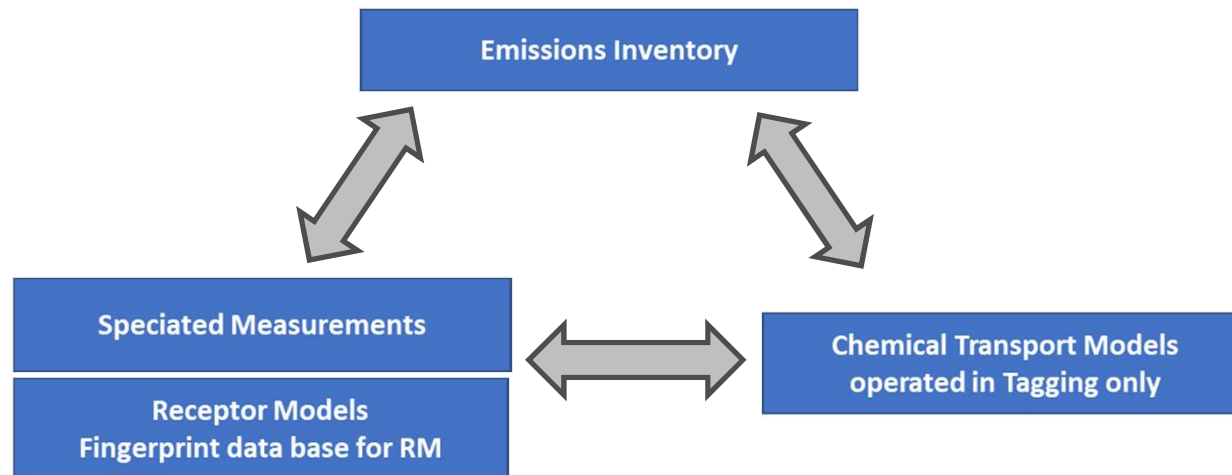 Emissions Inventory
Speciated Measurements
Receptor Models
Fingerprint data base for RM
Chemical Transport Models
operated in Tagging only